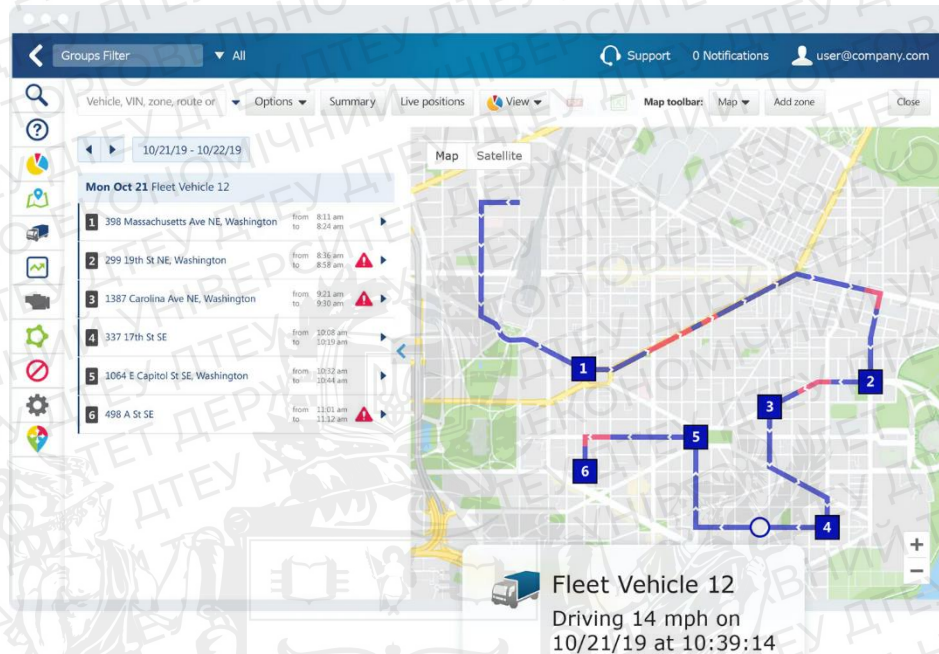 Groups Filter
All
Support
0 Notifications
user@company.com
Vehicle, VIN, zone, route or
Options
Summary
Live positions
View
Map toolbar:
Map
Add zone
Close
10/21/19 - 10/22/19
Map
Satellite
Mon Oct 21 Fleet Vehicle 12
1 398 Massachusetts Ave NE, Washington from 8:11 am
to 8:24 am
2 299 19th St NE, Washington from 8:36 am
to 8:58 am
3 1387 Carolina Ave NE, Washington from 9:21 am
to 9:30 am
4 337 17th St SE from 10:08 am
to 10:19 am
5 1064 E Capitol St SE, Washington from 10:32 am
to 10:44 am
6 498 A St SE from 11:01 am
to 11:12 am
1
2
3
5
6
4
Fleet Vehicle 12
Driving 14 mph on
10/21/19 at 10:39:14